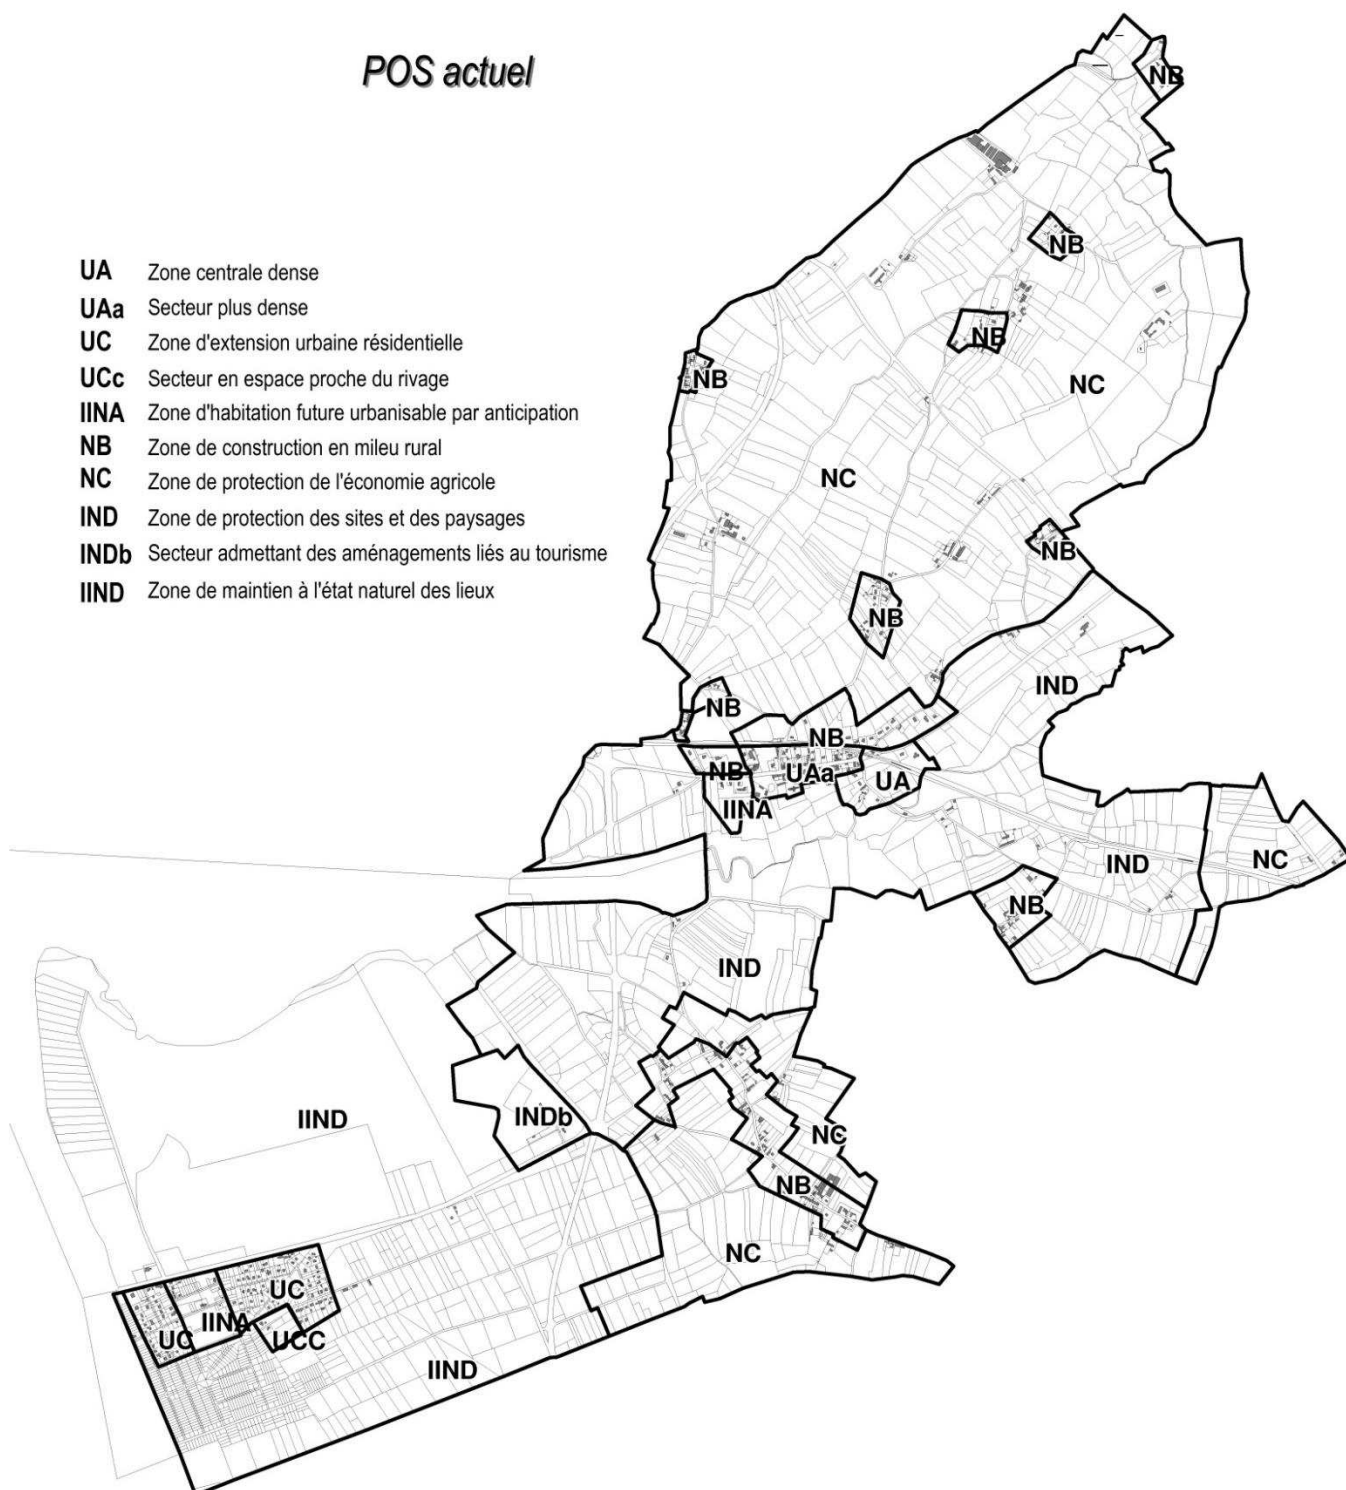 POS actuel
UA Zone centrale dense
UAa Secteur plus dense
UC Zone d'extension urbaine résidentielle
UCc Secteur en espace proche du rivage
IINA Zone d'habitation future urbanisable par anticipation
NB Zone de construction en mileu rural
NC Zone de protection de l'économie agricole
IND Zone de protection des sites et des paysages
INDb Secteur admettant des aménagements liés au tourisme
IIND Zone de maintien à l'état naturel des lieux
NB
NB
NB
NB
NC
NC
NB
NB
IND
NB
NB
NB
UAa
UA
IINA
NC
IND
NB
IND
INDb
IIND
NC
NB
NC
UC
IINA
UC
UCC
IIND